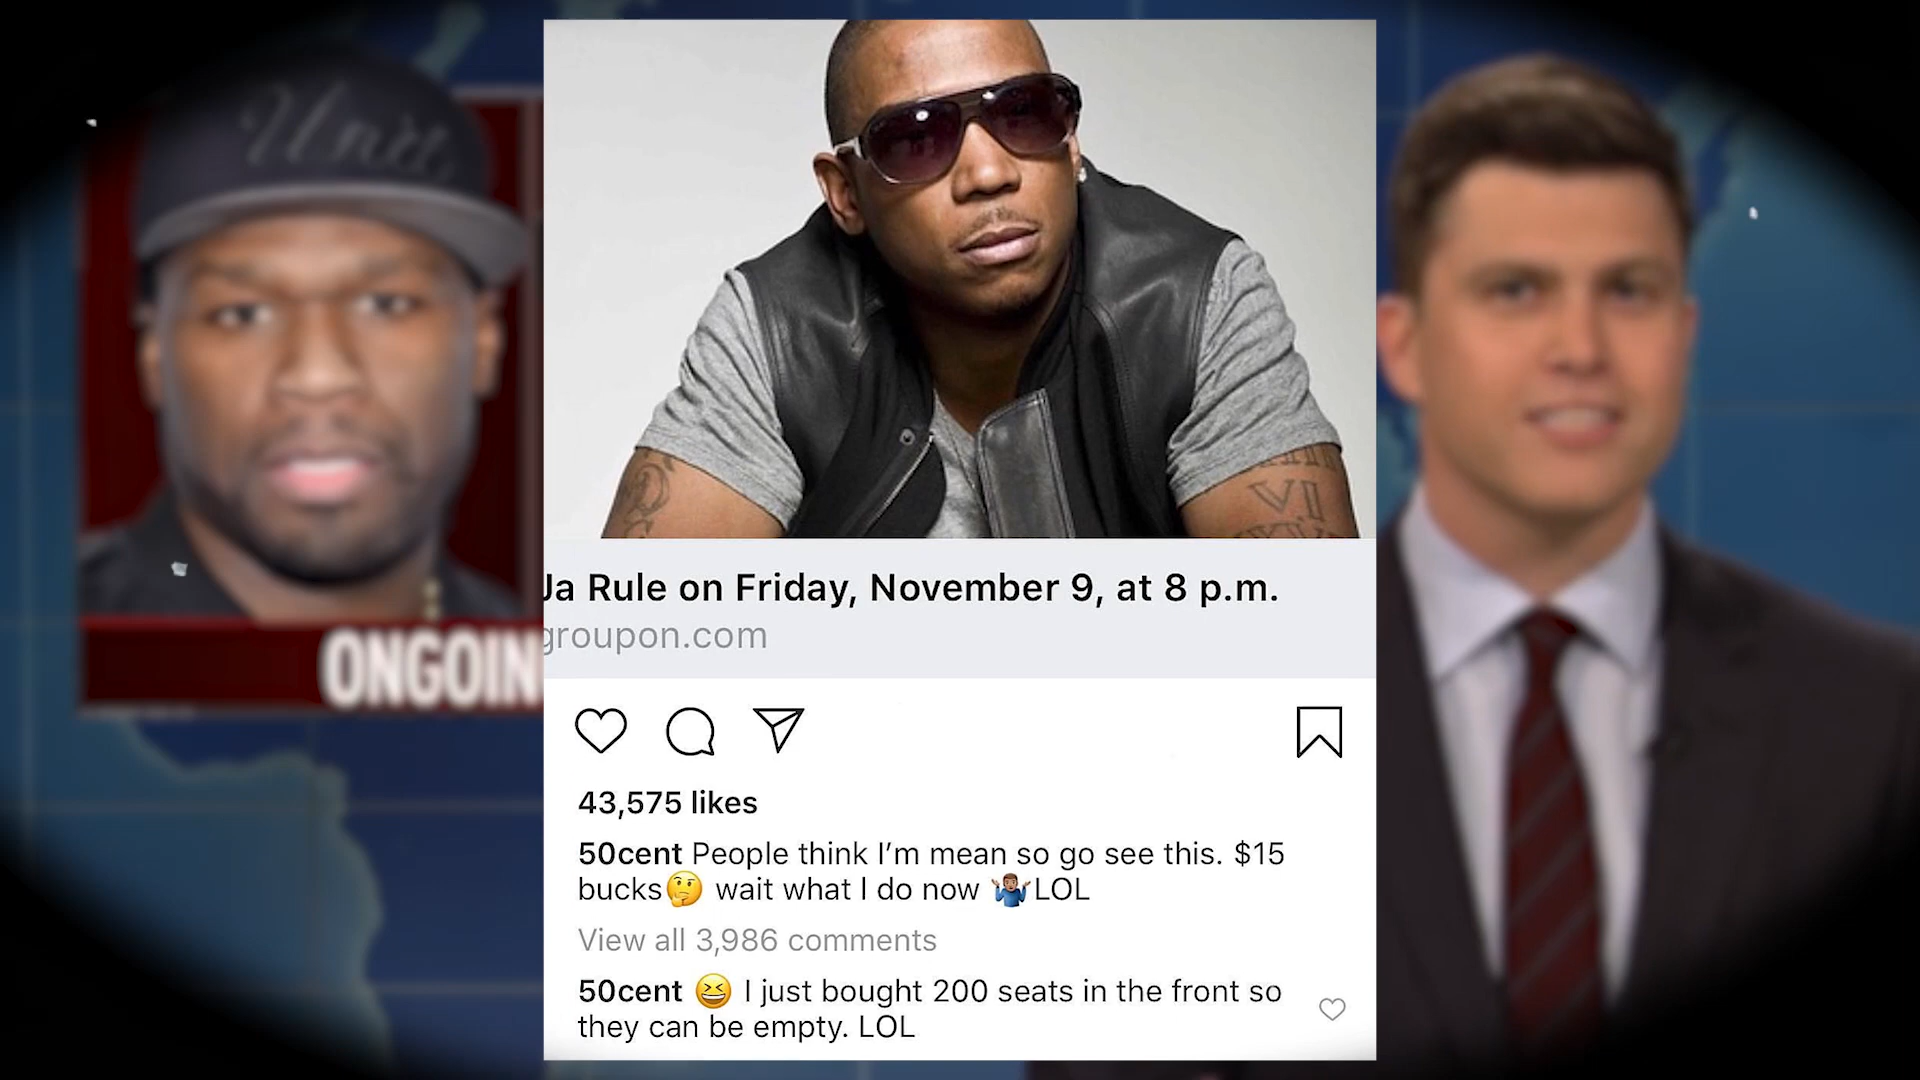 Unit
ONGOIN
Ja Rule on Friday, November 9, at 8 p.m.
groupon.com
43,575 likes
50cent People think I'm mean so go see this. $15
bucks🤔 wait what I do now 🤷🏽‍♂️LOL
View all 3,986 comments
50cent 😆 I just bought 200 seats in the front so
they can be empty. LOL
VI